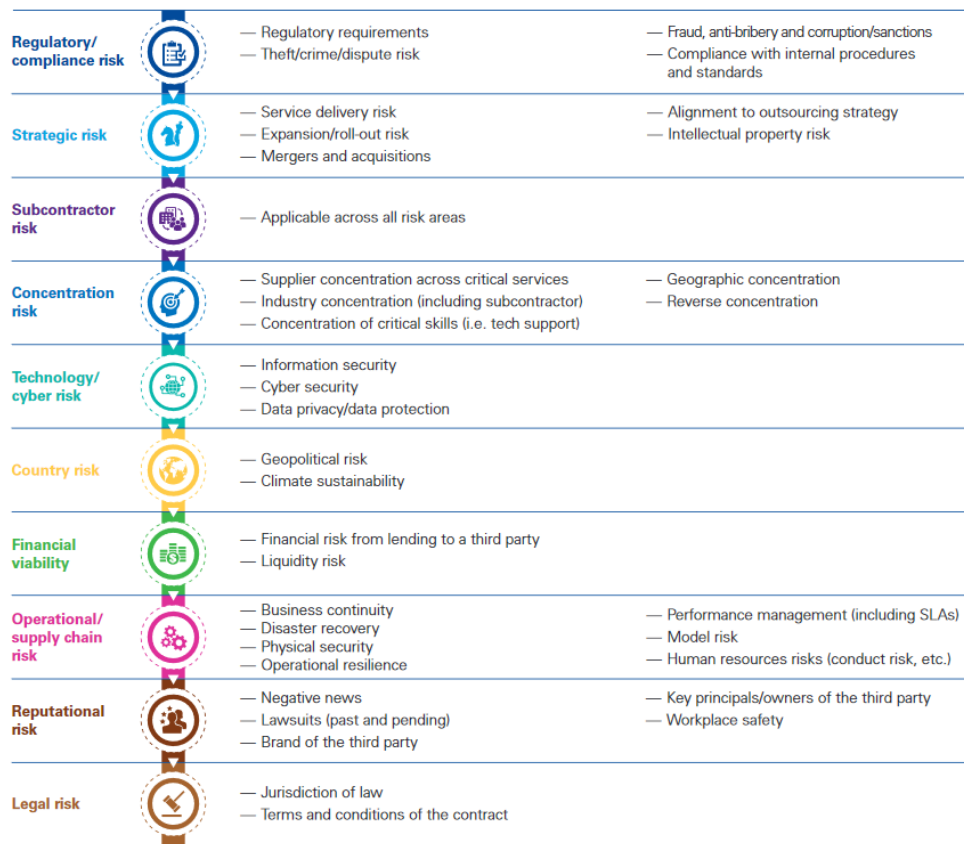 Regulatory/
compliance risk
— Regulatory requirements
— Theft/crime/dispute risk
— Fraud, anti-bribery and corruption/sanctions
— Compliance with internal procedures
and standards
Strategic risk
— Service delivery risk
— Expansion/roll-out risk
— Mergers and acquisitions
— Alignment to outsourcing strategy
— Intellectual property risk
Subcontractor
risk
— Applicable across all risk areas
Concentration
risk
— Supplier concentration across critical services
— Industry concentration (including subcontractor)
— Concentration of critical skills (i.e. tech support)
— Geographic concentration
— Reverse concentration
Technology/
cyber risk
— Information security
— Cyber security
— Data privacy/data protection
Country risk
— Geopolitical risk
— Climate sustainability
Financial
viability
— Financial risk from lending to a third party
— Liquidity risk
Operational/
supply chain
risk
— Business continuity
— Disaster recovery
— Physical security
— Operational resilience
— Performance management (including SLAs)
— Model risk
— Human resources risks (conduct risk, etc.)
Reputational
risk
— Negative news
— Lawsuits (past and pending)
— Brand of the third party
— Key principals/owners of the third party
— Workplace safety
Legal risk
— Jurisdiction of law
— Terms and conditions of the contract